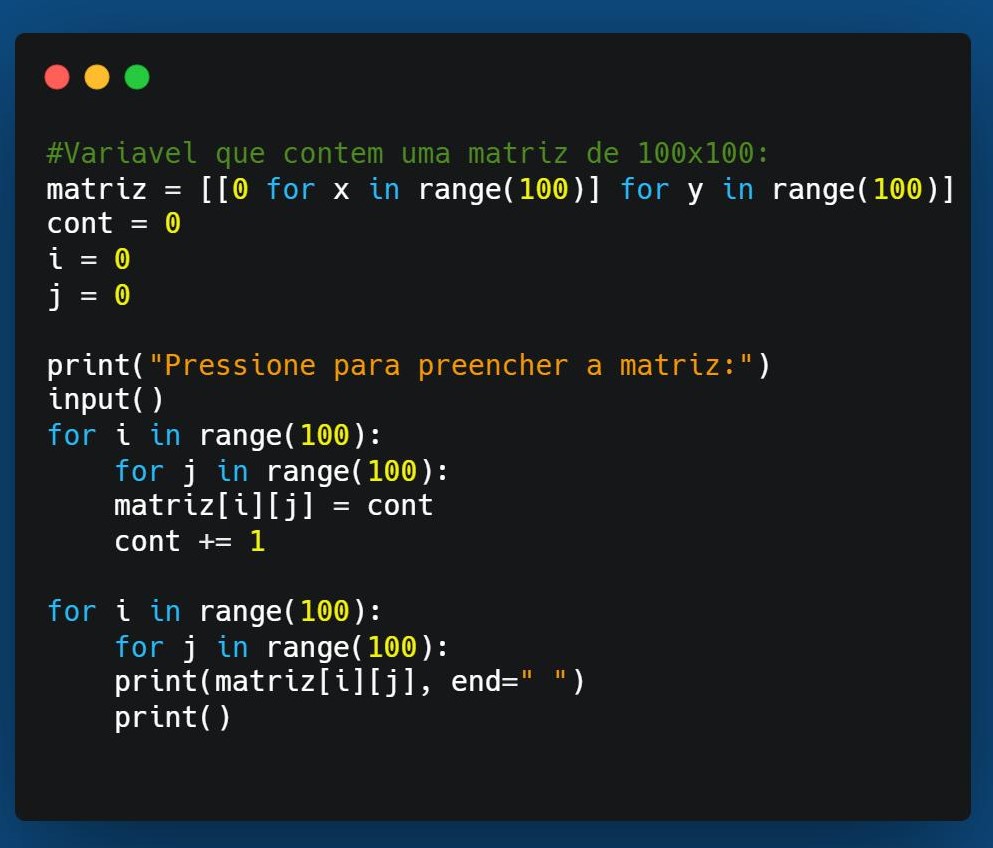 #Variavel que contem uma matriz de 100x100:
matriz = [[0 for x in range(100)] for y in range(100)]
cont = 0
i = 0
j = 0

print("Pressione para preencher a matriz:")
input()
for i in range(100):
    for j in range(100):
    matriz[i][j] = cont
    cont += 1

for i in range(100):
    for j in range(100):
    print(matriz[i][j], end=" ")
    print()